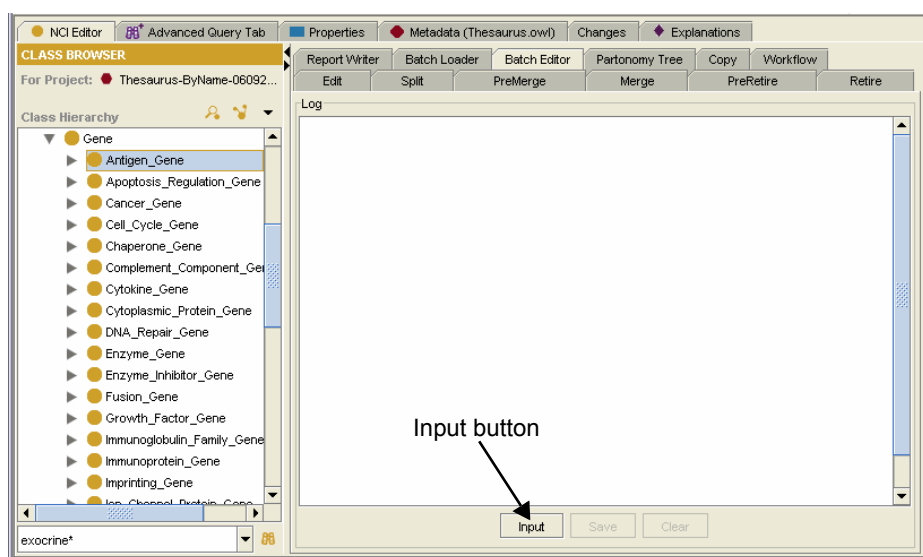 NCI Editor Advanced Query Tab Properties Metadata (Thesaurus.owl) Changes Explanations
CLASS BROWSER
For Project: Thesaurus-ByName-06092...
Class Hierarchy
Gene
Antigen_Gene
Apoptosis_Regulation_Gene
Cancer_Gene
Cell_Cycle_Gene
Chaperone_Gene
Complement_Component_Ge
Cytokine_Gene
Cytoplasmic_Protein_Gene
DNA_Repair_Gene
Enzyme_Gene
Enzyme_Inhibitor_Gene
Fusion_Gene
Growth_Factor_Gene
Immunoglobulin_Family_Gene
Immunoprotein_Gene
Imprinting_Gene
Ion_Channel_Protein_Gene
exocrine*
Report Writer Batch Loader Batch Editor Partonomy Tree Copy Workflow
Edit Split PreMerge Merge PreRetire Retire
Log
Input button
Input Save Clear